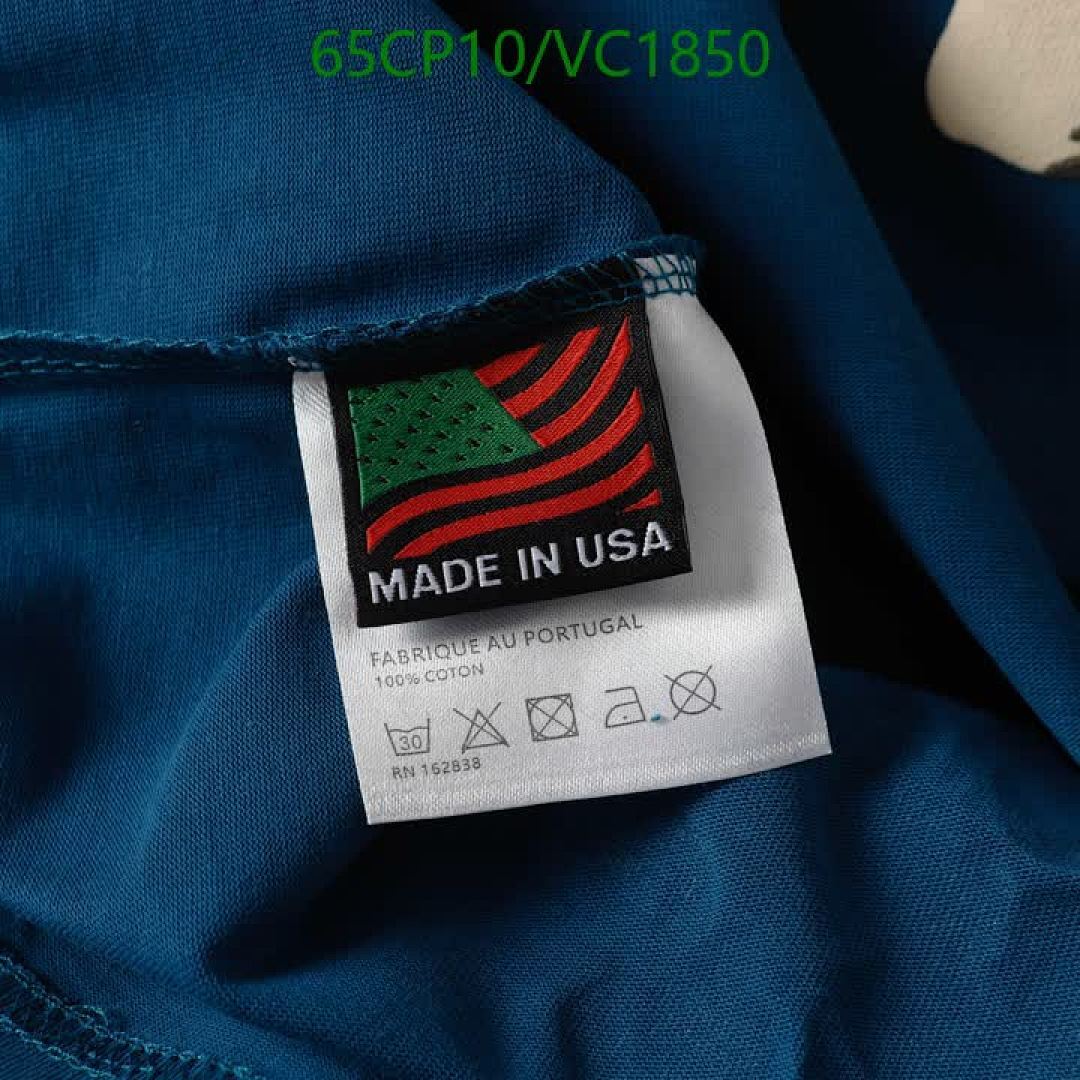 65CP10/VC1850
MADE IN USA
FABRIQUE AU PORTUGAL
100% COTON
30
RN 162838